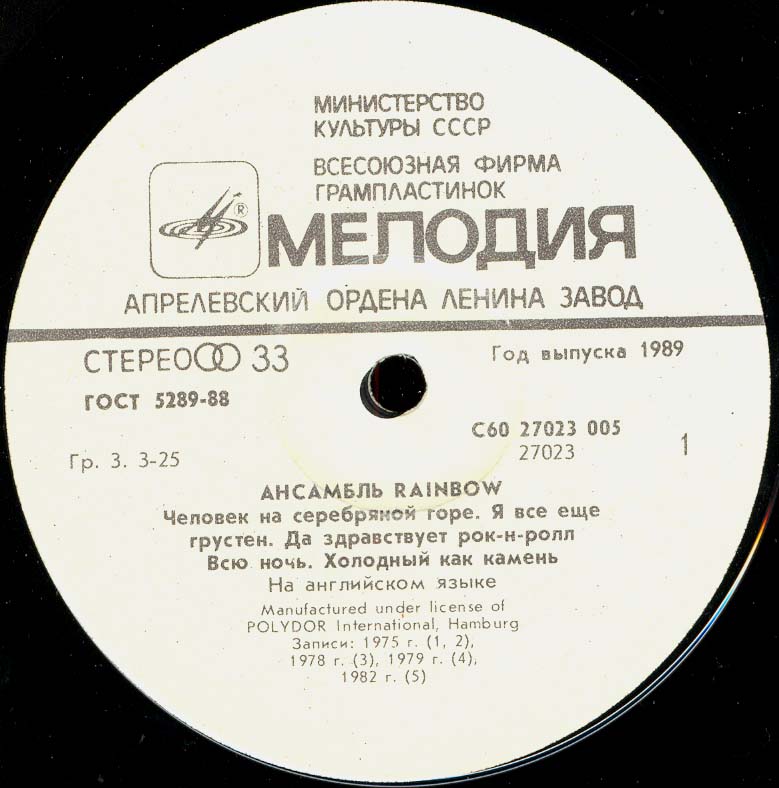 МИНИСТЕРСТВО
КУЛЬТУРЫ СССР
ВСЕСОЮЗНАЯ ФИРМА
ГРАМПЛАСТИНОК
®
МЕЛОДИЯ
АПРЕЛЕВСКИЙ ОРДЕНА ЛЕНИНА ЗАВОД
СТЕРЕО 33
Год выпуска 1989
ГОСТ 5289-88
С60 27023 005
27023
1
Гр. 3. 3-25
АНСАМБЛЬ RAINBOW
Человек на серебряной горе. Я все еще
грустен. Да здравствует рок-н-ролл
Всю ночь. Холодный как камень
На английском языке
Manufactured under license of
POLYDOR International, Hamburg
Записи: 1975 г. (1, 2),
1978 г. (3), 1979 г. (4),
1982 г. (5)